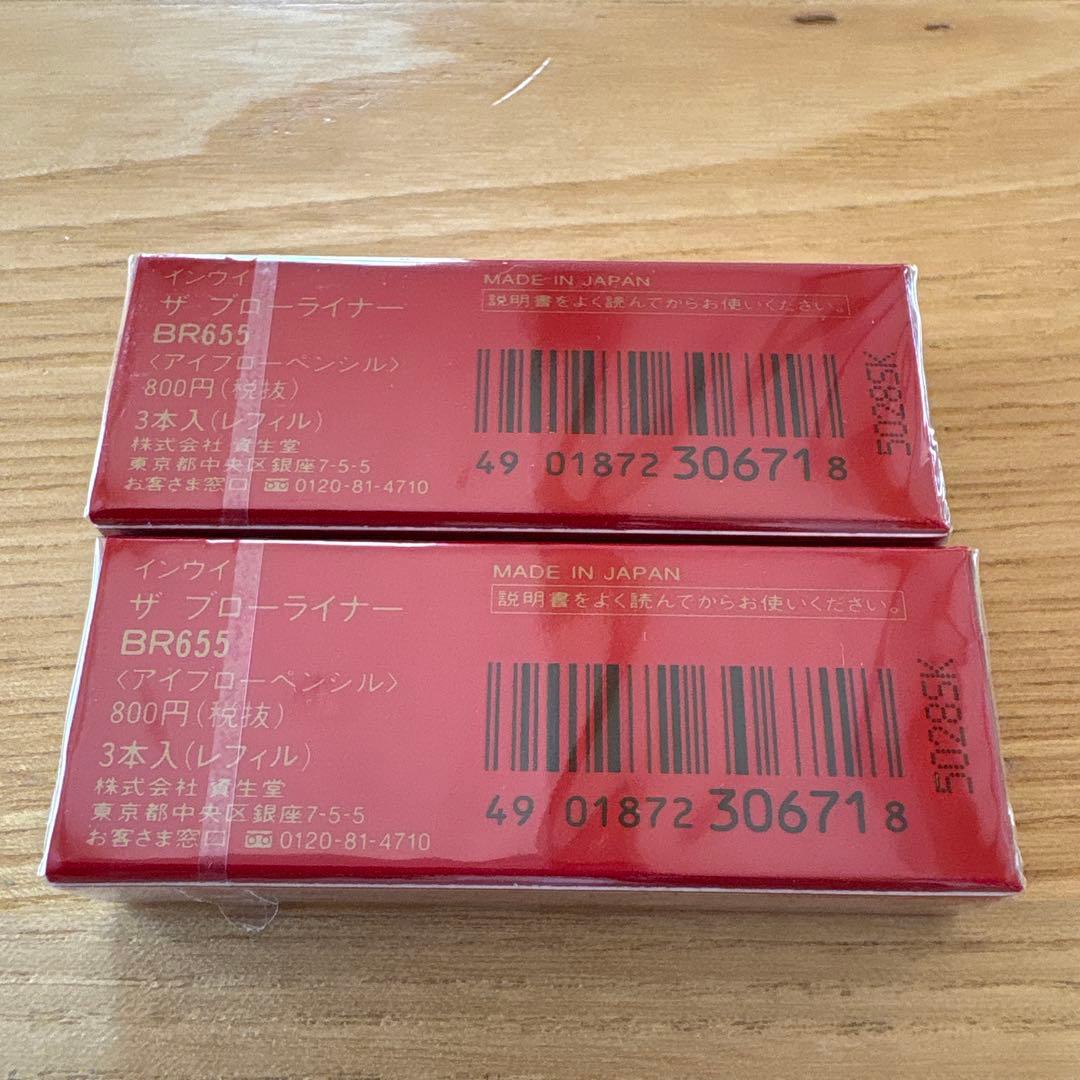 インウイ
ザ ブローライナー
BR655
〈アイブローペンシル〉
800円(税抜)
3本入(レフィル)
株式会社 資生堂
東京都中央区銀座7-5-5
お客さま窓口 0120-81-4710
MADE IN JAPAN
説明書をよく読んでからお使いください。
49 01872 306718
5028SK
インウイ
ザ ブローライナー
BR655
〈アイブローペンシル〉
800円(税抜)
3本入(レフィル)
株式会社 資生堂
東京都中央区銀座7-5-5
お客さま窓口 0120-81-4710
MADE IN JAPAN
説明書をよく読んでからお使いください。
49 01872 306718
5028SK